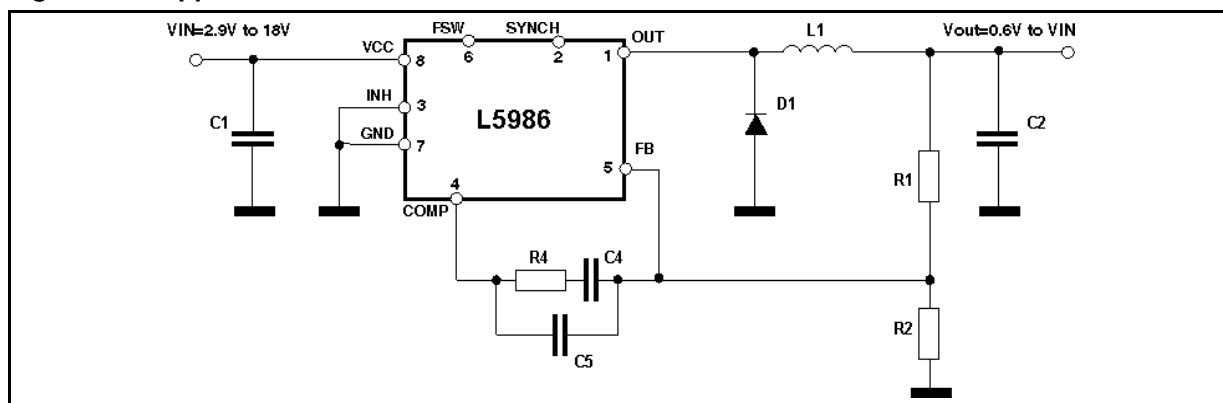 VIN=2.9V to 18V
FSW
SYNCH
OUT
Vout=0.6V to VIN
L1
VCC
6
2
8
1
INH
3
D1
C1
L5986
C2
GND
7
FB
5
R1
4
COMP
R4
C4
R2
C5